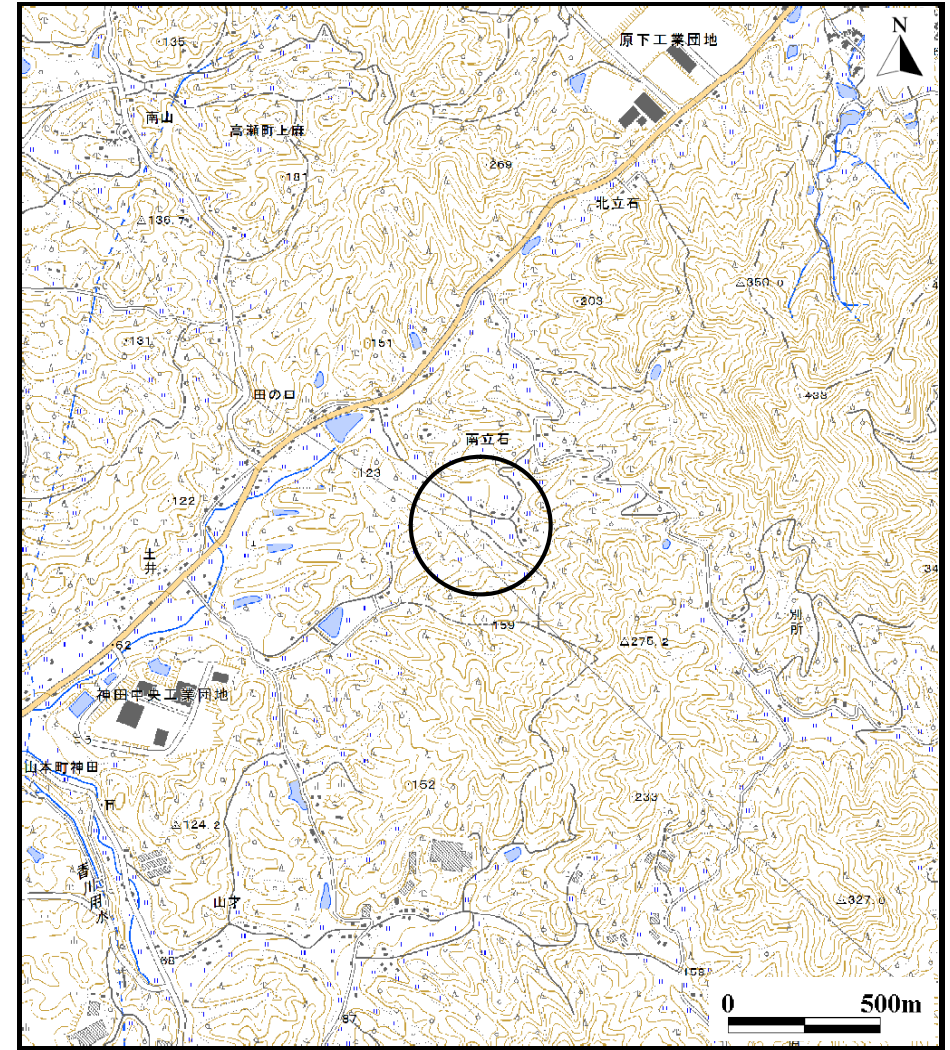 N
135
原下工業団地
南山
高瀬町上麻
269
181
北立石
136.7
350.0
203
131
151
438
田の口
南立石
123
122
土井
34
別所
159
276.2
62
神田中央工業団地
山本町神田
152
233
124.2
香川用水
山才
327.0
68
158
87
0 500m